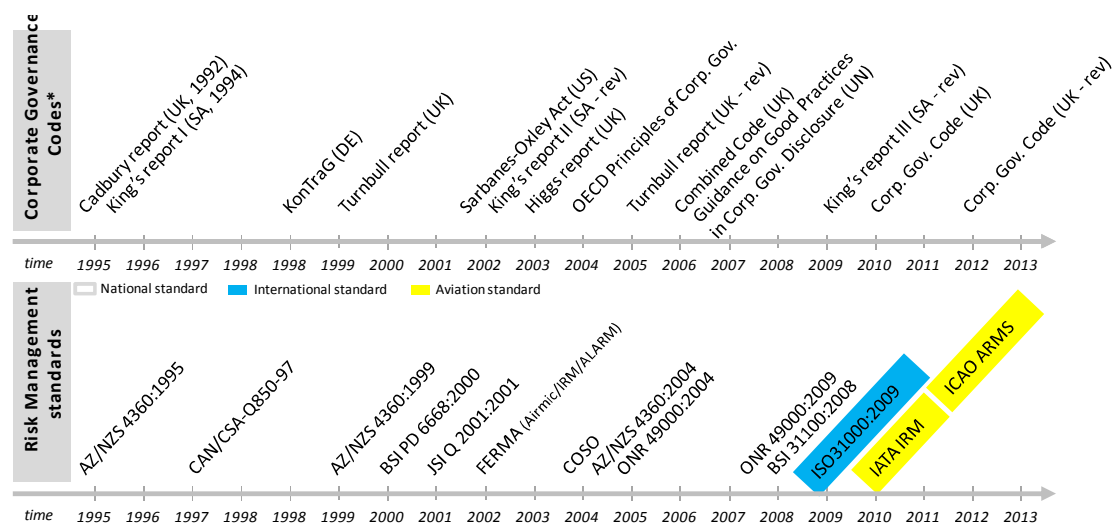 Corporate Governance
Codes*
Cadbury report (UK, 1992)
King's report I (SA, 1994)
KonTraG (DE)
Turnbull report (UK)
Sarbanes-Oxley Act (US)
King's report II (SA - rev)
Higgs report (UK)
OECD Principles of Corp. Gov.
Turnbull report (UK - rev)
Combined Code (UK)
Guidance on Good Practices
in Corp. Gov. Disclosure (UN)
King's report III (SA - rev)
Corp. Gov. Code (UK)
Corp. Gov. Code (UK - rev)
time 1995 1996 1997 1998 1998 1999 2000 2001 2002 2003 2004 2005 2006 2007 2008 2009 2010 2011 2012 2013
National standard International standard Aviation standard
Risk Management
standards
AZ/NZS 4360:1995
CAN/CSA-Q850-97
AZ/NZS 4360:1999
BSI PD 6668:2000
JSI Q 2001:2001
FERMA (Airmic/IRM/ALARM)
COSO
AZ/NZS 4360:2004
ONR 49000:2004
ONR 49000:2009
BSI 31100:2008
ISO31000:2009
IATA IRM
ICAO ARMS
time 1995 1996 1997 1998 1998 1999 2000 2001 2002 2003 2004 2005 2006 2007 2008 2009 2010 2011 2012 2013